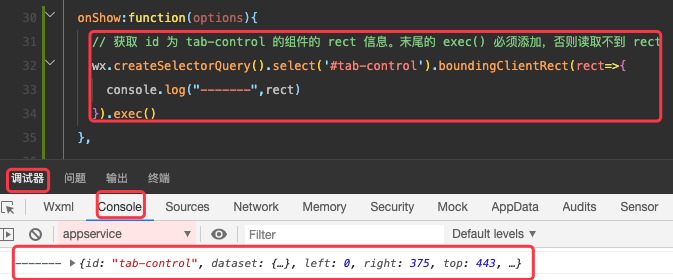 30 onShow:function(options){
31 // 获取 id 为 tab-control 的组件的 rect 信息。末尾的 exec() 必须添加，否则读取不到 rect
32 wx.createSelectorQuery().select('#tab-control').boundingClientRect(rect=>{
33 console.log("-------",rect)
34 }).exec()
35 },
调试器 问题 输出 终端
Wxml Console Sources Network Memory Security Mock AppData Audits Sensor
appservice Filter Default levels
------- {id: "tab-control", dataset: {…}, left: 0, right: 375, top: 443, …}